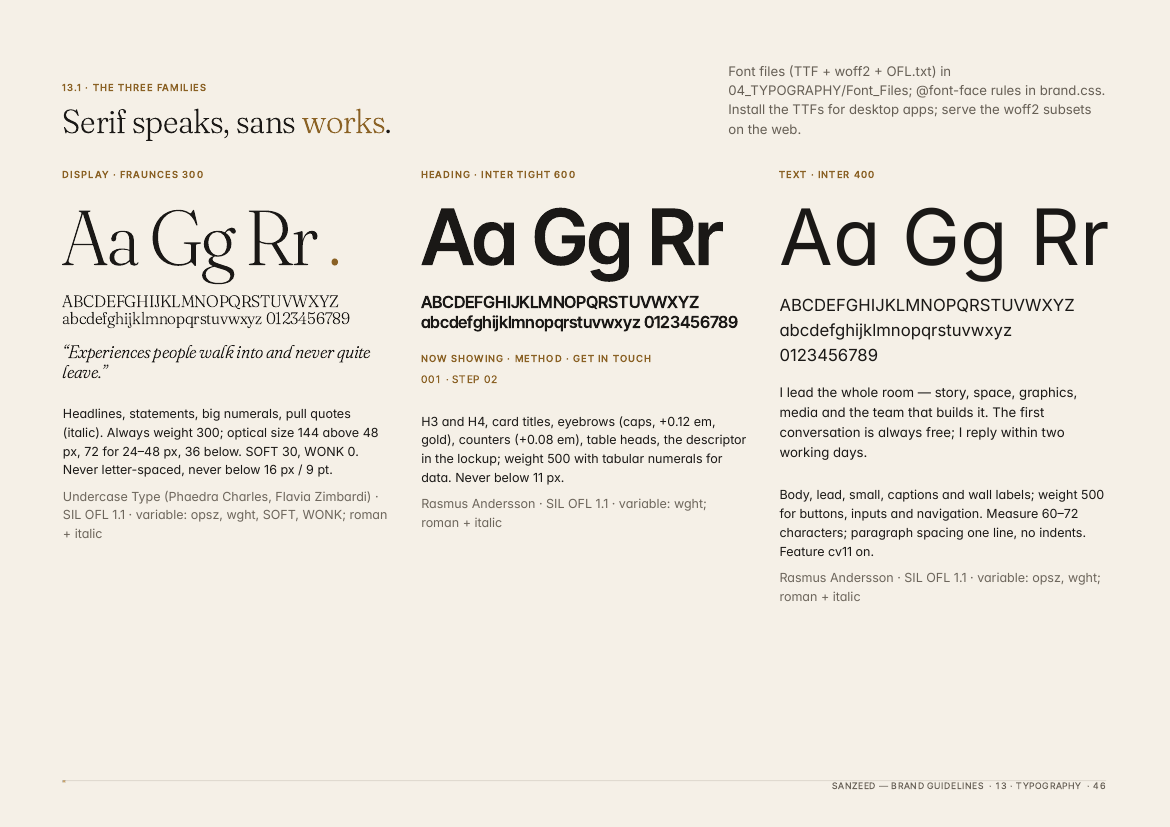 13.1 · THE THREE FAMILIES
Serif speaks, sans works.
Font files (TTF + woff2 + OFL.txt) in
04_TYPOGRAPHY/Font_Files; @font-face rules in brand.css.
Install the TTFs for desktop apps; serve the woff2 subsets
on the web.
DISPLAY · FRAUNCES 300
Aa Gg Rr .
ABCDEFGHIJKLMNOPQRSTUVWXYZ
abcdefghijklmnopqrstuvwxyz 0123456789
“Experiences people walk into and never quite
leave.”
Headlines, statements, big numerals, pull quotes
(italic). Always weight 300; optical size 144 above 48
px, 72 for 24–48 px, 36 below. SOFT 30, WONK 0.
Never letter-spaced, never below 16 px / 9 pt.
Undercase Type (Phaedra Charles, Flavia Zimbardi) ·
SIL OFL 1.1 · variable: opsz, wght, SOFT, WONK; roman
+ italic
HEADING · INTER TIGHT 600
Aa Gg Rr
ABCDEFGHIJKLMNOPQRSTUVWXYZ
abcdefghijklmnopqrstuvwxyz 0123456789
NOW SHOWING · METHOD · GET IN TOUCH
001 · STEP 02
H3 and H4, card titles, eyebrows (caps, +0.12 em,
gold), counters (+0.08 em), table heads, the descriptor
in the lockup; weight 500 with tabular numerals for
data. Never below 11 px.
Rasmus Andersson · SIL OFL 1.1 · variable: wght;
roman + italic
TEXT · INTER 400
Aa Gg Rr
ABCDEFGHIJKLMNOPQRSTUVWXYZ
abcdefghijklmnopqrstuvwxyz
0123456789
I lead the whole room — story, space, graphics,
media and the team that builds it. The first
conversation is always free; I reply within two
working days.
Body, lead, small, captions and wall labels; weight 500
for buttons, inputs and navigation. Measure 60–72
characters; paragraph spacing one line, no indents.
Feature cv11 on.
Rasmus Andersson · SIL OFL 1.1 · variable: opsz, wght;
roman + italic
SANZEED — BRAND GUIDELINES · 13 · TYPOGRAPHY · 46